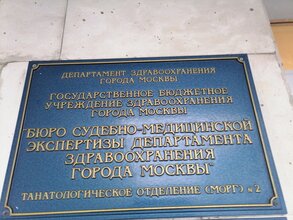 ДЕПАРТАМЕНТ ЗДРАВООХРАНЕНИЯ
ГОРОДА МОСКВЫ
ГОСУДАРСТВЕННОЕ БЮДЖЕТНОЕ
УЧРЕЖДЕНИЕ ЗДРАВООХРАНЕНИЯ
ГОРОДА МОСКВЫ
"БЮРО СУДЕБНО-МЕДИЦИНСКОЙ
ЭКСПЕРТИЗЫ ДЕПАРТАМЕНТА
ЗДРАВООХРАНЕНИЯ
ГОРОДА МОСКВЫ"
ТАНАТОЛОГИЧЕСКОЕ ОТДЕЛЕНИЕ (МОРГ) №2